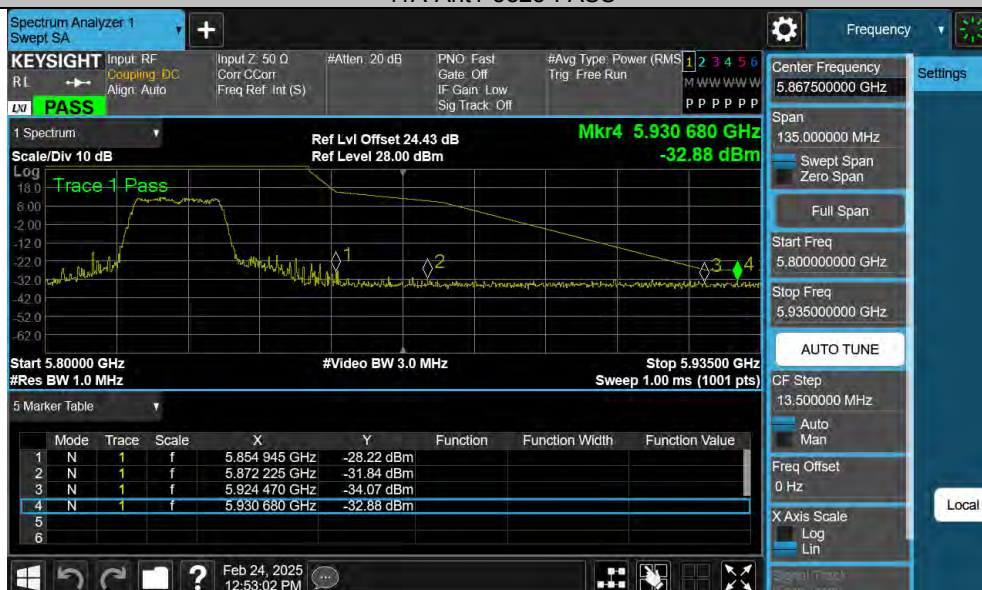 Spectrum Analyzer 1
Swept SA
+
Frequency
KEYSIGHT
Input: RF
Input Z: 50 Ω
#Atten: 20 dB
PNO: Fast
#Avg Type: Power (RMS
1 2 3 4 5 6
RL
Coupling: DC
Corr CCorr
Gate: Off
Trig: Free Run
M W W W W W
Align: Auto
Freq Ref: Int (S)
IF Gain: Low
P P P P P P
LXI PASS
Sig Track: Off
1 Spectrum
Ref Lvl Offset 24.43 dB
Mkr4 5.930 680 GHz
Scale/Div 10 dB
Ref Level 28.00 dBm
-32.88 dBm
Log
Trace 1 Pass
18.0
8.00
-2.00
-12.0
-22.0
-32.0
-42.0
-52.0
-62.0
1
2
3
4
Start 5.80000 GHz
#Video BW 3.0 MHz
Stop 5.93500 GHz
#Res BW 1.0 MHz
Sweep 1.00 ms (1001 pts)
5 Marker Table
Mode Trace Scale X Y Function Function Width Function Value
1 N 1 f 5.854 945 GHz -28.22 dBm
2 N 1 f 5.872 225 GHz -31.84 dBm
3 N 1 f 5.924 470 GHz -34.07 dBm
4 N 1 f 5.930 680 GHz -32.88 dBm
5
6
?
Feb 24, 2025
12:53:02 PM
Center Frequency
5.867500000 GHz
Settings
Span
135.000000 MHz
Swept Span
Zero Span
Full Span
Start Freq
5.800000000 GHz
Stop Freq
5.935000000 GHz
AUTO TUNE
CF Step
13.500000 MHz
Auto
Man
Freq Offset
0 Hz
Local
X Axis Scale
Log
Lin
Signal Track